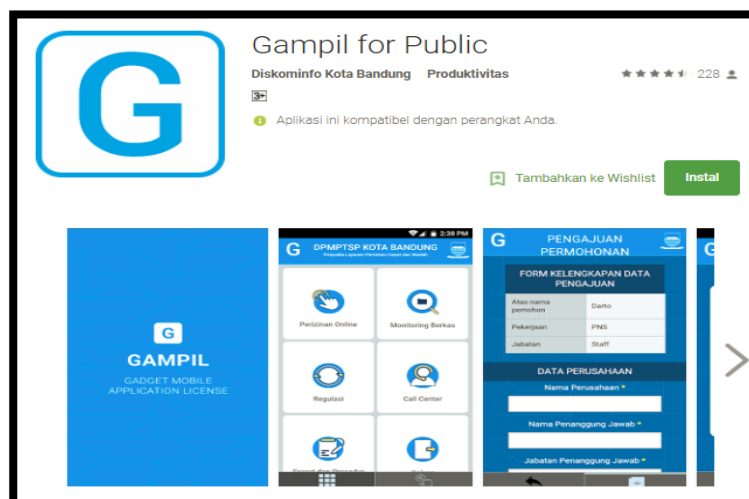 G
Gampil for Public
Diskominfo Kota Bandung Produktivitas
228
3+
Aplikasi ini kompatibel dengan perangkat Anda.
Tambahkan ke Wishlist
Instal
G
GAMPIL
GADGET MOBILE
APPLICATION LICENSE
2:38 PM
G
DPMPTSP KOTA BANDUNG
Perizinan Online
Monitoring Berkas
Regulasi
Call Center
G
PENGAJUAN
PERMOHONAN
FORM KELENGKAPAN DATA
PENGAJUAN
Atas nama
pemohon
Darto
Pekerjaan
PNS
Jabatan
Staff
DATA PERUSAHAAN
Nama Perusahaan *
Nama Penanggung Jawab *
Jabatan Penanggung Jawab *